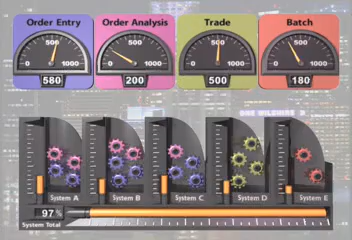 Order Entry
500
0 1000
580
Order Analysis
500
0 1000
200
Trade
500
0 1000
500
Batch
500
0 1000
180
System A
System B
System C
System D
System E
97 %
System Total